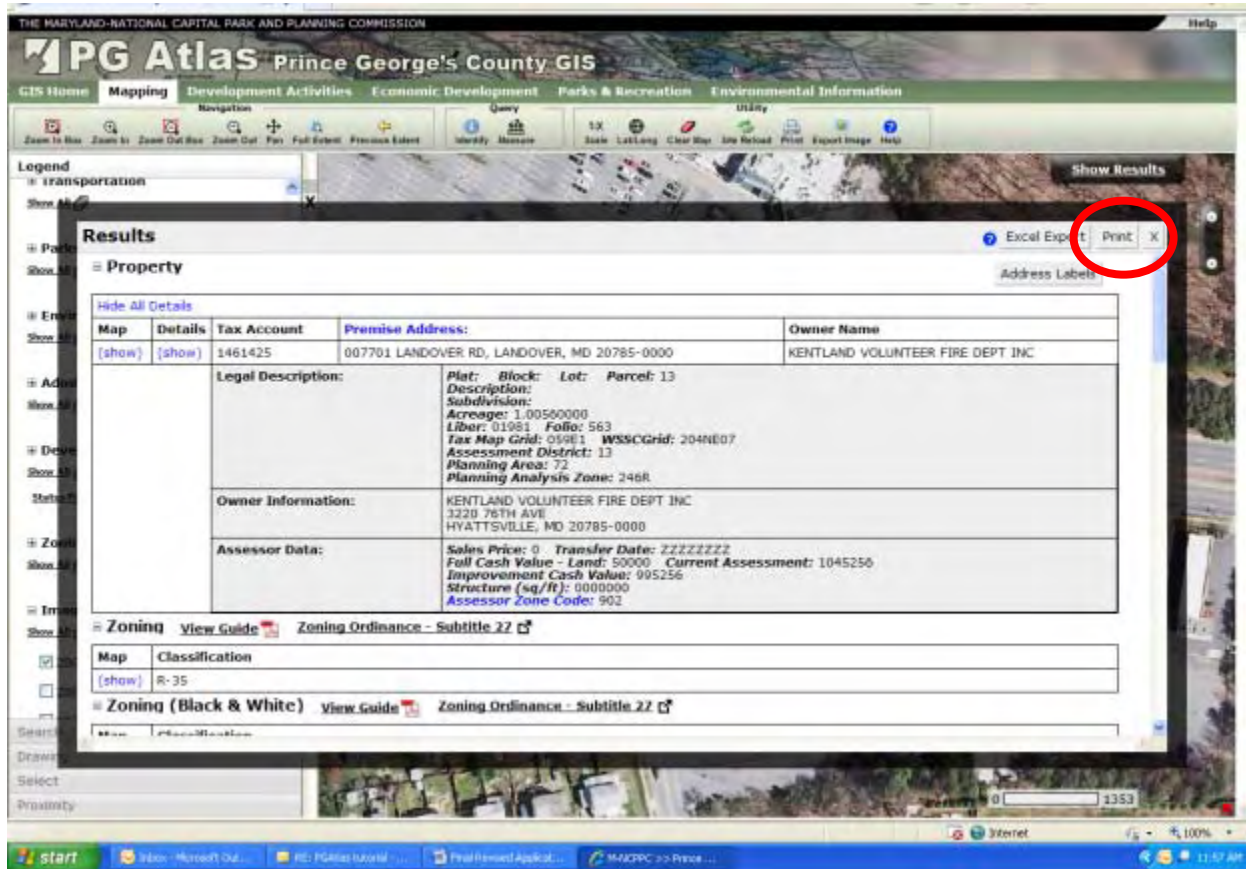 THE MARYLAND-NATIONAL CAPITAL PARK AND PLANNING COMMISSION
Help
PG Atlas Prince George's County GIS
GIS Home Mapping Development Activities Economic Development Parks & Recreation Environmental Information
Navigation Query Utility
Zoom In Box Zoom In Zoom Out Box Zoom Out Pan Full Extent Previous Extent Identify Measure Scale Lat/Long Clear Map Site Reload Print Export Image Help
Legend
Transportation
Show All
Show Results
X
Results
Excel Export Print X
Property
Address Labels
Hide All Details
Map Details Tax Account Premise Address: Owner Name
(show) (show) 1461425 007701 LANDOVER RD, LANDOVER, MD 20785-0000 KENTLAND VOLUNTEER FIRE DEPT INC
Legal Description: Plat: Block: Lot: Parcel: 13
Description:
Subdivision:
Acreage: 1.00560000
Liber: 01981 Folio: 563
Tax Map Grid: 059E1 WSSCGrid: 204NE07
Assessment District: 13
Planning Area: 72
Planning Analysis Zone: 246R
Owner Information: KENTLAND VOLUNTEER FIRE DEPT INC
3220 76TH AVE
HYATTSVILLE, MD 20785-0000
Assessor Data: Sales Price: 0 Transfer Date: ZZZZZZZZ
Full Cash Value - Land: 50000 Current Assessment: 1045256
Improvement Cash Value: 995256
Structure (sq/ft): 0000000
Assessor Zone Code: 902
Zoning View Guide Zoning Ordinance - Subtitle 27
Map Classification
(show) R-35
Zoning (Black & White) View Guide Zoning Ordinance - Subtitle 27
Map Classification
Search
Drawing
Select
Proximity
0 1353
Internet 100%
start Inbox - Microsoft Out... RE: PGAtlas tutorial - ... Final Revised Applicat... M-NCPPC >> Prince ... 11:57 AM